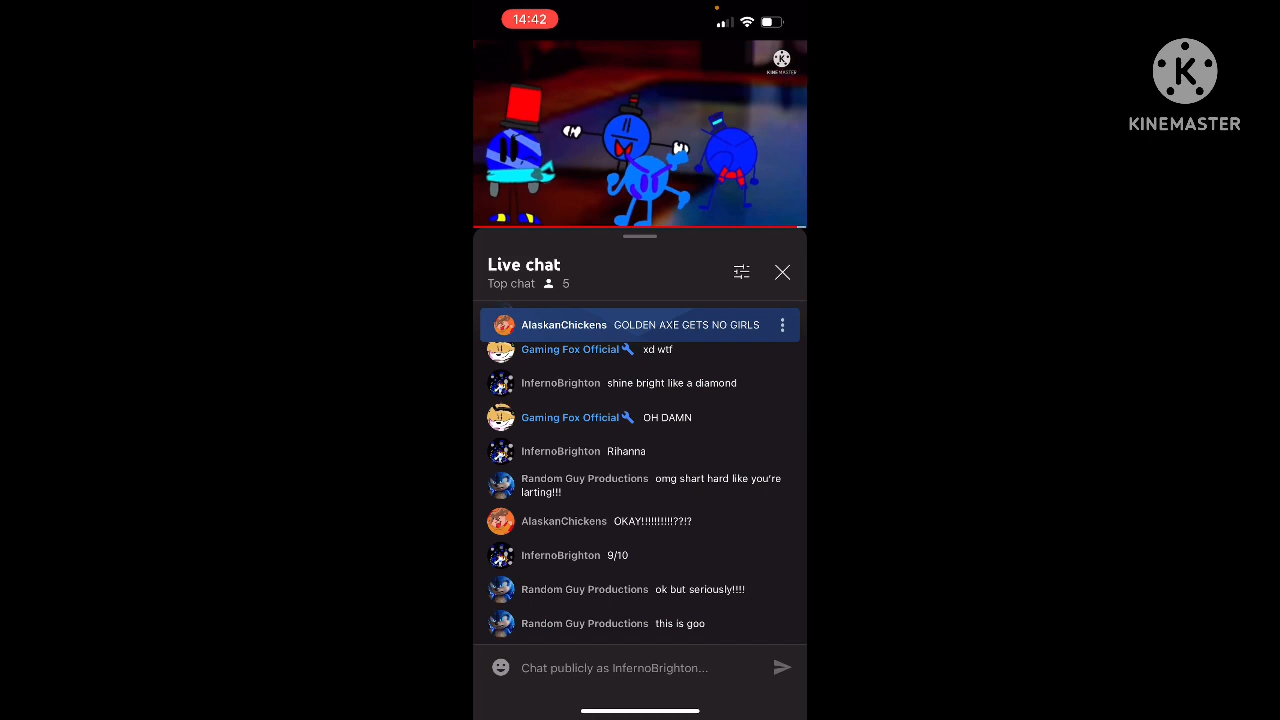 14:42
KINEMASTER
KINEMASTER
Live chat
Top chat 5
AlaskanChickens GOLDEN AXE GETS NO GIRLS
Gaming Fox Official xd wtf
InfernoBrighton shine bright like a diamond
Gaming Fox Official OH DAMN
InfernoBrighton Rihanna
Random Guy Productions omg shart hard like you're
larting!!!
AlaskanChickens OKAY!!!!!!!!!!??!?
InfernoBrighton 9/10
Random Guy Productions ok but seriously!!!!
Random Guy Productions this is goo
Chat publicly as InfernoBrighton...